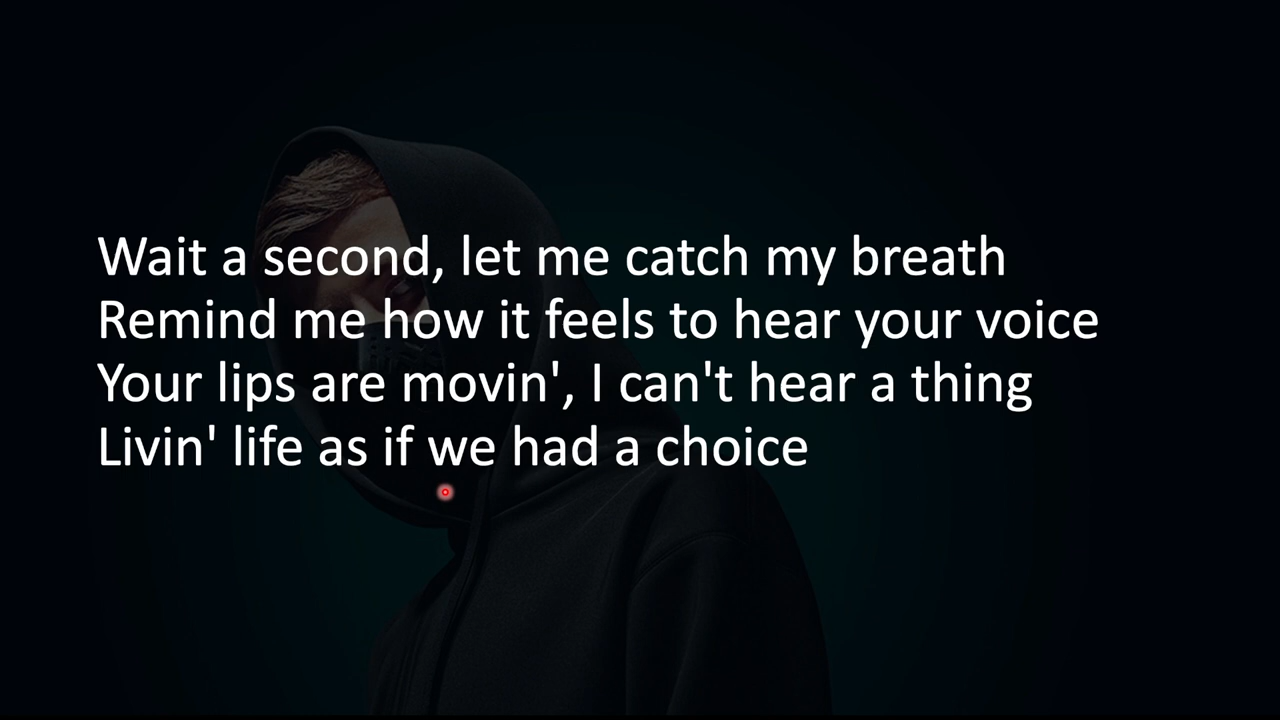 Wait a second, let me catch my breath
Remind me how it feels to hear your voice
Your lips are movin', I can't hear a thing
Livin' life as if we had a choice